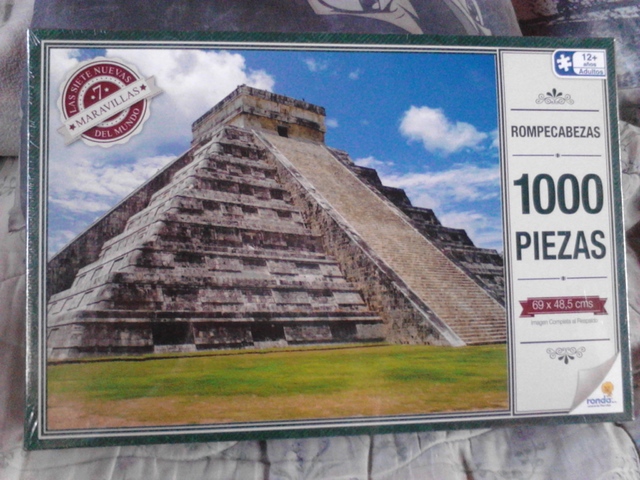 LAS SIETE NUEVAS
7
MARAVILLAS
DEL MUNDO
12+
años
Adultos
ROMPECABEZAS
1000
PIEZAS
69 x 48,5 cms
Imagen Completa al Respaldo
ronda